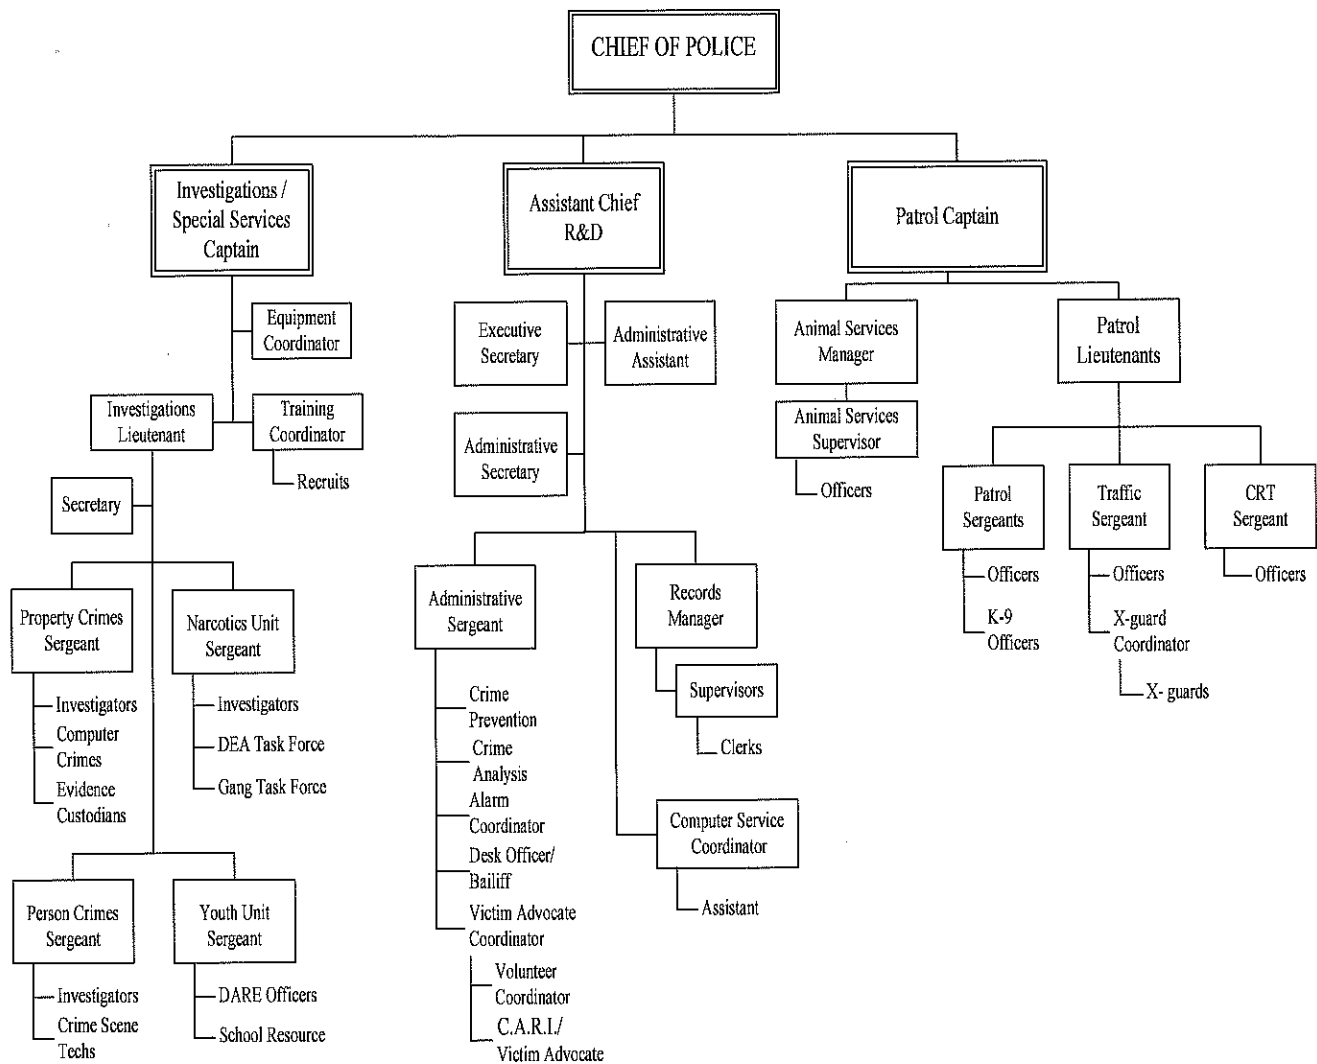 CHIEF OF POLICE
Investigations /
Special Services
Captain
Assistant Chief
R&D
Patrol Captain
Equipment
Coordinator
Executive
Secretary
Administrative
Assistant
Animal Services
Manager
Patrol
Lieutenants
Investigations
Lieutenant
Training
Coordinator
Recruits
Administrative
Secretary
Animal Services
Supervisor
Officers
Secretary
Patrol
Sergeants
Traffic
Sergeant
CRT
Sergeant
Officers
K-9
Officers
Officers
X-guard
Coordinator
X- guards
Officers
Property Crimes
Sergeant
Narcotics Unit
Sergeant
Administrative
Sergeant
Records
Manager
Investigators
Computer
Crimes
Evidence
Custodians
Investigators
DEA Task Force
Gang Task Force
Crime
Prevention
Crime
Analysis
Alarm
Coordinator
Desk Officer/
Bailiff
Victim Advocate
Coordinator
Volunteer
Coordinator
C.A.R.I./
Victim Advocate
Supervisors
Clerks
Computer Service
Coordinator
Assistant
Person Crimes
Sergeant
Youth Unit
Sergeant
Investigators
Crime Scene
Techs
DARE Officers
School Resource